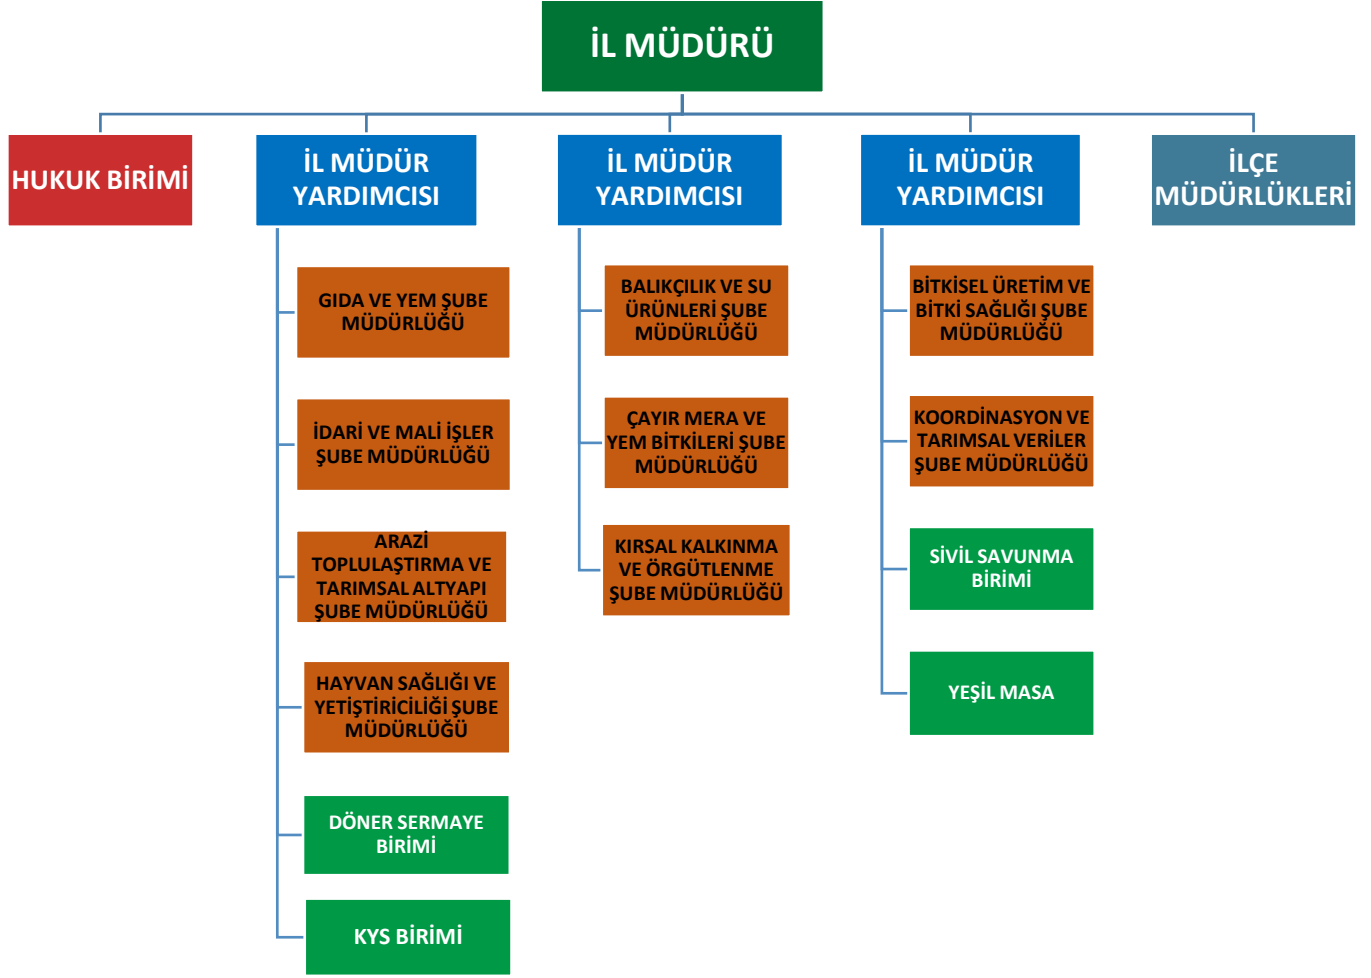 İL MÜDÜRÜ
HUKUK BİRİMİ
İL MÜDÜR
YARDIMCISI
İL MÜDÜR
YARDIMCISI
İL MÜDÜR
YARDIMCISI
İLÇE
MÜDÜRLÜKLERİ
GIDA VE YEM ŞUBE
MÜDÜRLÜĞÜ
İDARİ VE MALİ İŞLER
ŞUBE MÜDÜRLÜĞÜ
ARAZİ
TOPLULAŞTIRMA VE
TARIMSAL ALTYAPI
ŞUBE MÜDÜRLÜĞÜ
HAYVAN SAĞLIĞI VE
YETİŞTİRİCİLİĞİ ŞUBE
MÜDÜRLÜĞÜ
DÖNER SERMAYE
BİRİMİ
KYS BİRİMİ
BALIKÇILIK VE SU
ÜRÜNLERİ ŞUBE
MÜDÜRLÜĞÜ
ÇAYIR MERA VE
YEM BİTKİLERİ ŞUBE
MÜDÜRLÜĞÜ
KIRSAL KALKINMA
VE ÖRGÜTLENME
ŞUBE MÜDÜRLÜĞÜ
BİTKİSEL ÜRETİM VE
BİTKİ SAĞLIĞI ŞUBE
MÜDÜRLÜĞÜ
KOORDİNASYON VE
TARIMSAL VERİLER
ŞUBE MÜDÜRLÜĞÜ
SİVİL SAVUNMA
BİRİMİ
YEŞİL MASA